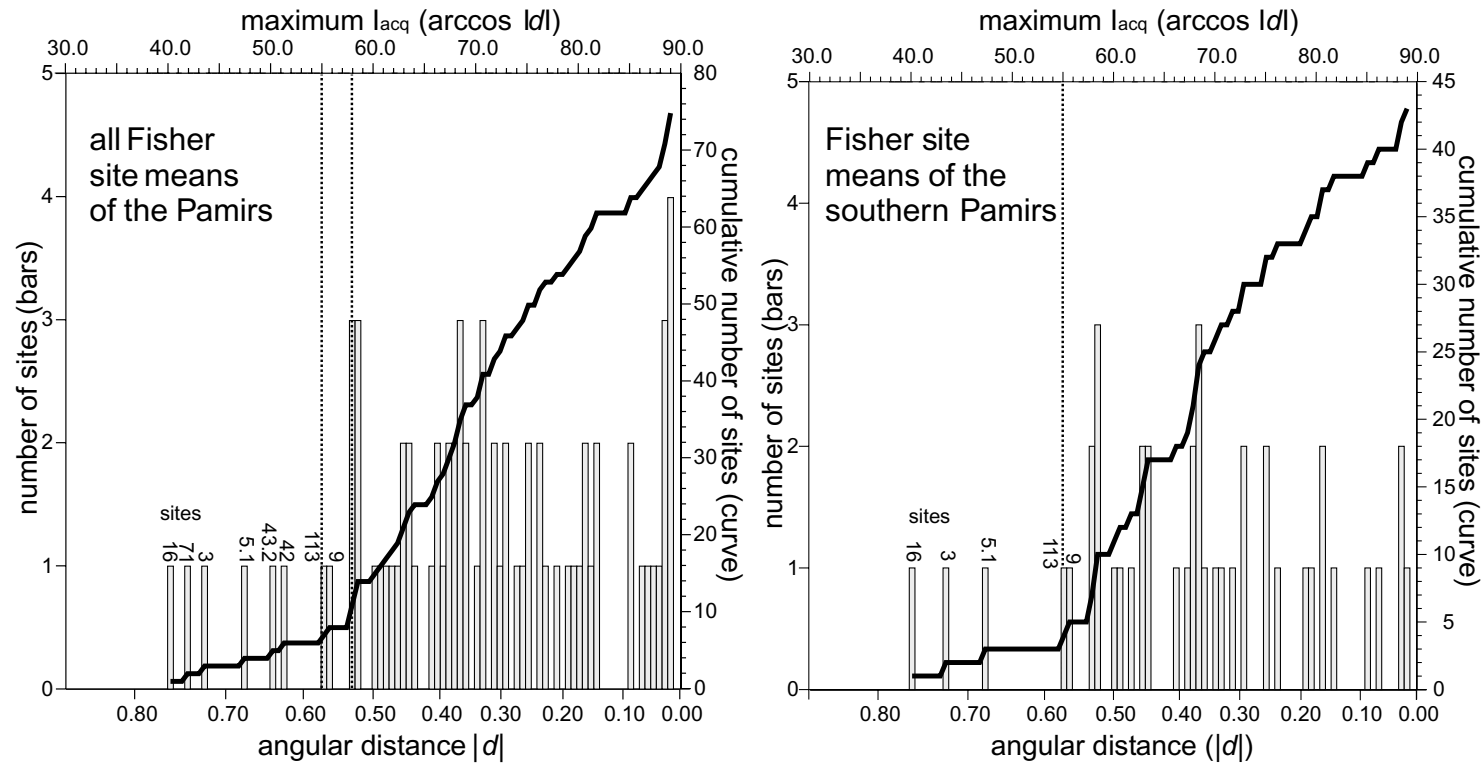 maximum Iacq (arccos IdI)
30.0 40.0 50.0 60.0 70.0 80.0 90.0
all Fisher
site means
of the Pamirs
number of sites (bars)
5
4
3
2
1
0
cumulative number of sites (curve)
80
70
60
50
40
30
20
10
0
sites
16
71
3
5.1
43.2
42
113
9
0.80 0.70 0.60 0.50 0.40 0.30 0.20 0.10 0.00
angular distance |d|
maximum Iacq (arccos IdI)
30.0 40.0 50.0 60.0 70.0 80.0 90.0
Fisher site
means of the
southern Pamirs
number of sites (bars)
5
4
3
2
1
0
cumulative number of sites (curve)
45
40
35
30
25
20
15
10
5
0
sites
16
3
5.1
113
9
0.80 0.70 0.60 0.50 0.40 0.30 0.20 0.10 0.00
angular distance (|d|)